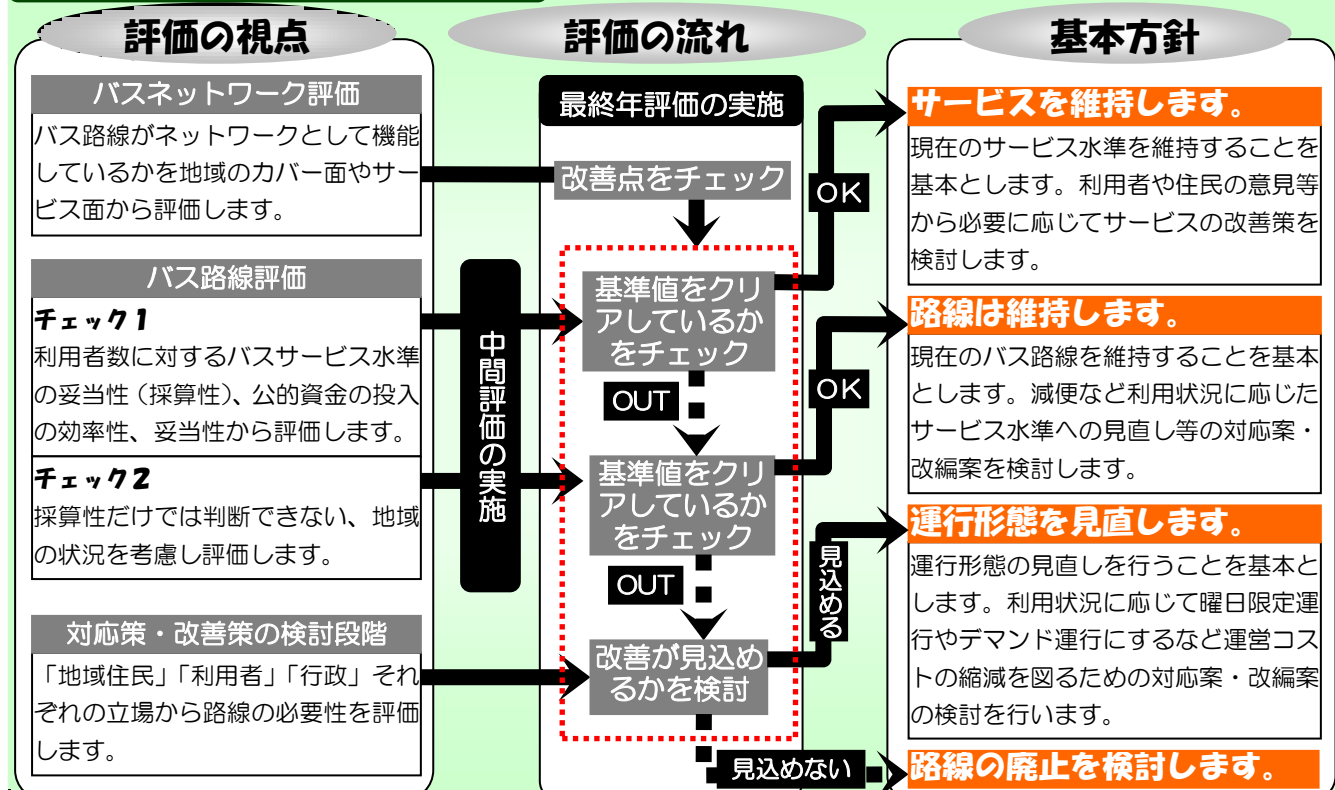 評価の視点
バスネットワーク評価
バス路線がネットワークとして機能
しているかを地域のカバー面やサー
ビス面から評価します。
バス路線評価
チェック1
利用者数に対するバスサービス水準
の妥当性(採算性)、公的資金の投入
の効率性、妥当性から評価します。
チェック2
採算性だけでは判断できない、地域
の状況を考慮し評価します。
対応策・改善策の検討段階
「地域住民」「利用者」「行政」それ
ぞれの立場から路線の必要性を評価
します。
中間評価の実施
評価の流れ
最終年評価の実施
改善点をチェック
基準値をクリ
アしているか
をチェック
OK
OUT
基準値をクリ
アしているか
をチェック
OK
OUT
改善が見込め
るかを検討
見込める
見込めない
基本方針
サービスを維持します。
現在のサービス水準を維持することを
基本とします。利用者や住民の意見等
から必要に応じてサービスの改善策を
検討します。
路線は維持します。
現在のバス路線を維持することを基本
とします。減便など利用状況に応じた
サービス水準への見直し等の対応案・
改編案を検討します。
運行形態を見直します。
運行形態の見直しを行うことを基本と
します。利用状況に応じて曜日限定運
行やデマンド運行にするなど運営コス
トの縮減を図るための対応案・改編案
の検討を行います。
路線の廃止を検討します。